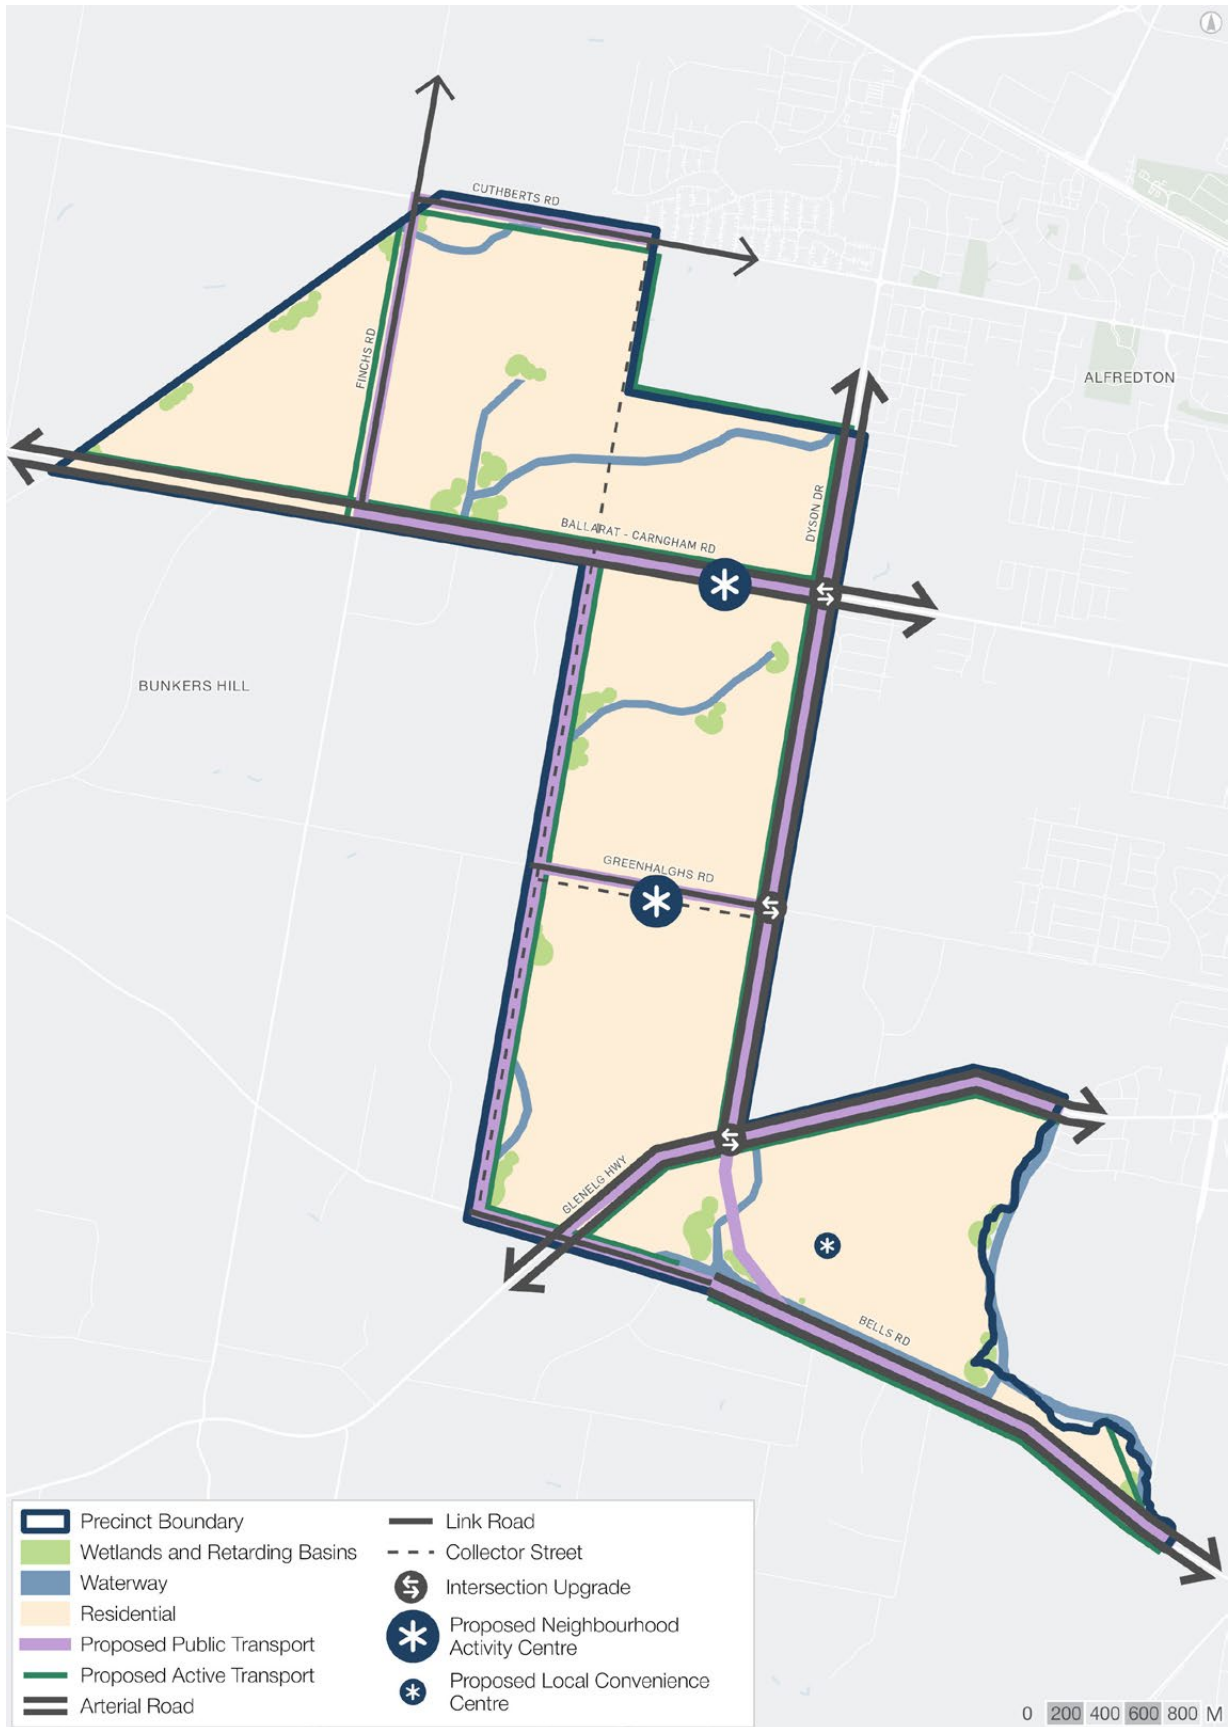 CUTHBERTS RD
FINCHS RD
ALFREDTON
DYSON DR
BALLARAT - CARNGHAM RD
BUNKERS HILL
GREENHALGHS RD
GLENELG HWY
BELLS RD
Precinct Boundary
Wetlands and Retarding Basins
Waterway
Residential
Proposed Public Transport
Proposed Active Transport
Arterial Road
Link Road
Collector Street
Intersection Upgrade
Proposed Neighbourhood
Activity Centre
Proposed Local Convenience
Centre
0 200 400 600 800 M